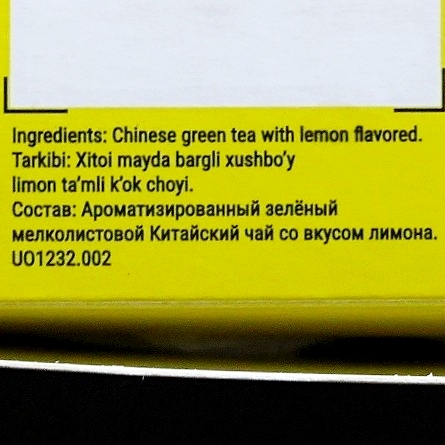 Ingredients: Chinese green tea with lemon flavored.
Tarkibi: Xitoi mayda bargli xushbo’y
limon ta’mli k’ok choyi.
Состав: Ароматизированный зелёный
мелколистовой Китайский чай со вкусом лимона.
UO1232.002